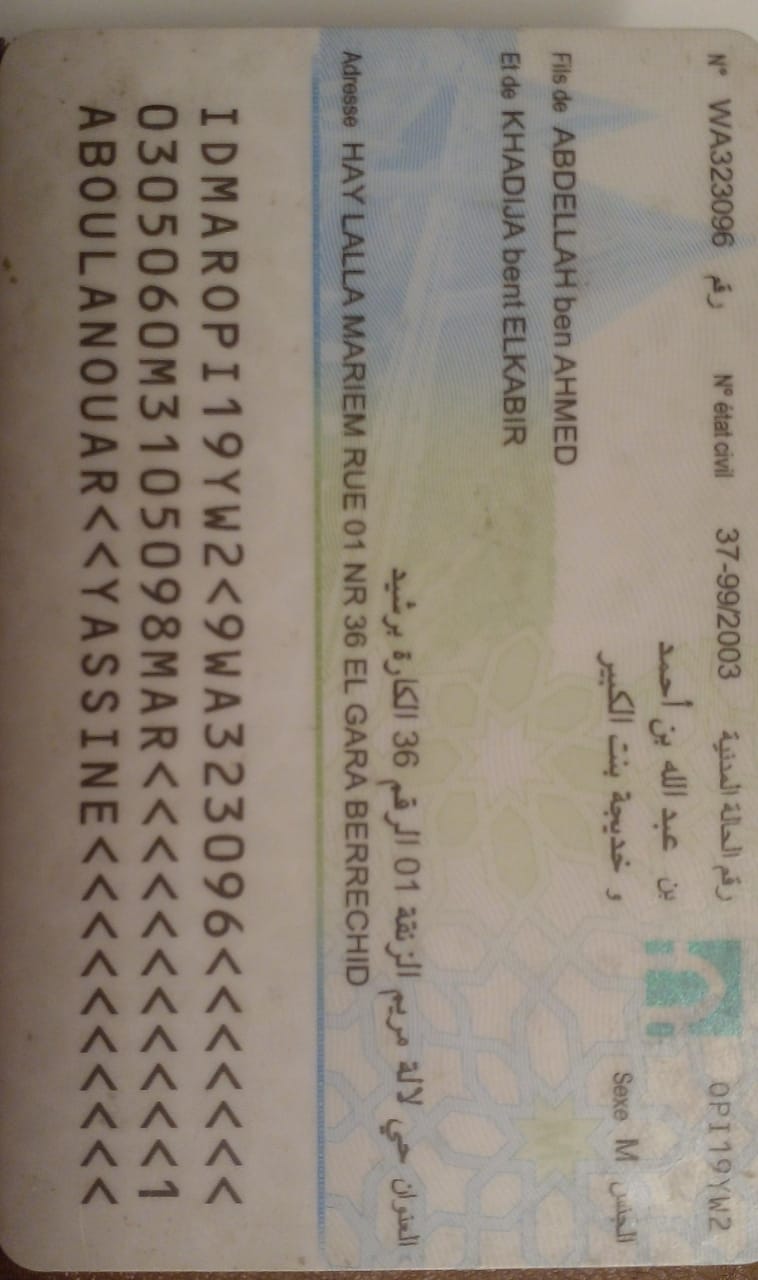 N° WA323096 رقم N° état civil 37-99/2003 رقم الحالة المدنية OPI19YW2
بن عبد الله بن أحمد
و خديجة بنت الكبير
Sexe M الجنس
Fils de ABDELLAH ben AHMED
Et de KHADIJA bent ELKABIR
العنوان حي لالة مريم الزنقة 01 الرقم 36 الكارة برشيد
Adresse HAY LALLA MARIEM RUE 01 NR 36 EL GARA BERRECHID
IDMAROPI19YW2<9WA323096<<<<<<<
0305060M3105098MAR<<<<<<<<<<<1
ABOULANOUAR<<YASSINE<<<<<<<<<<